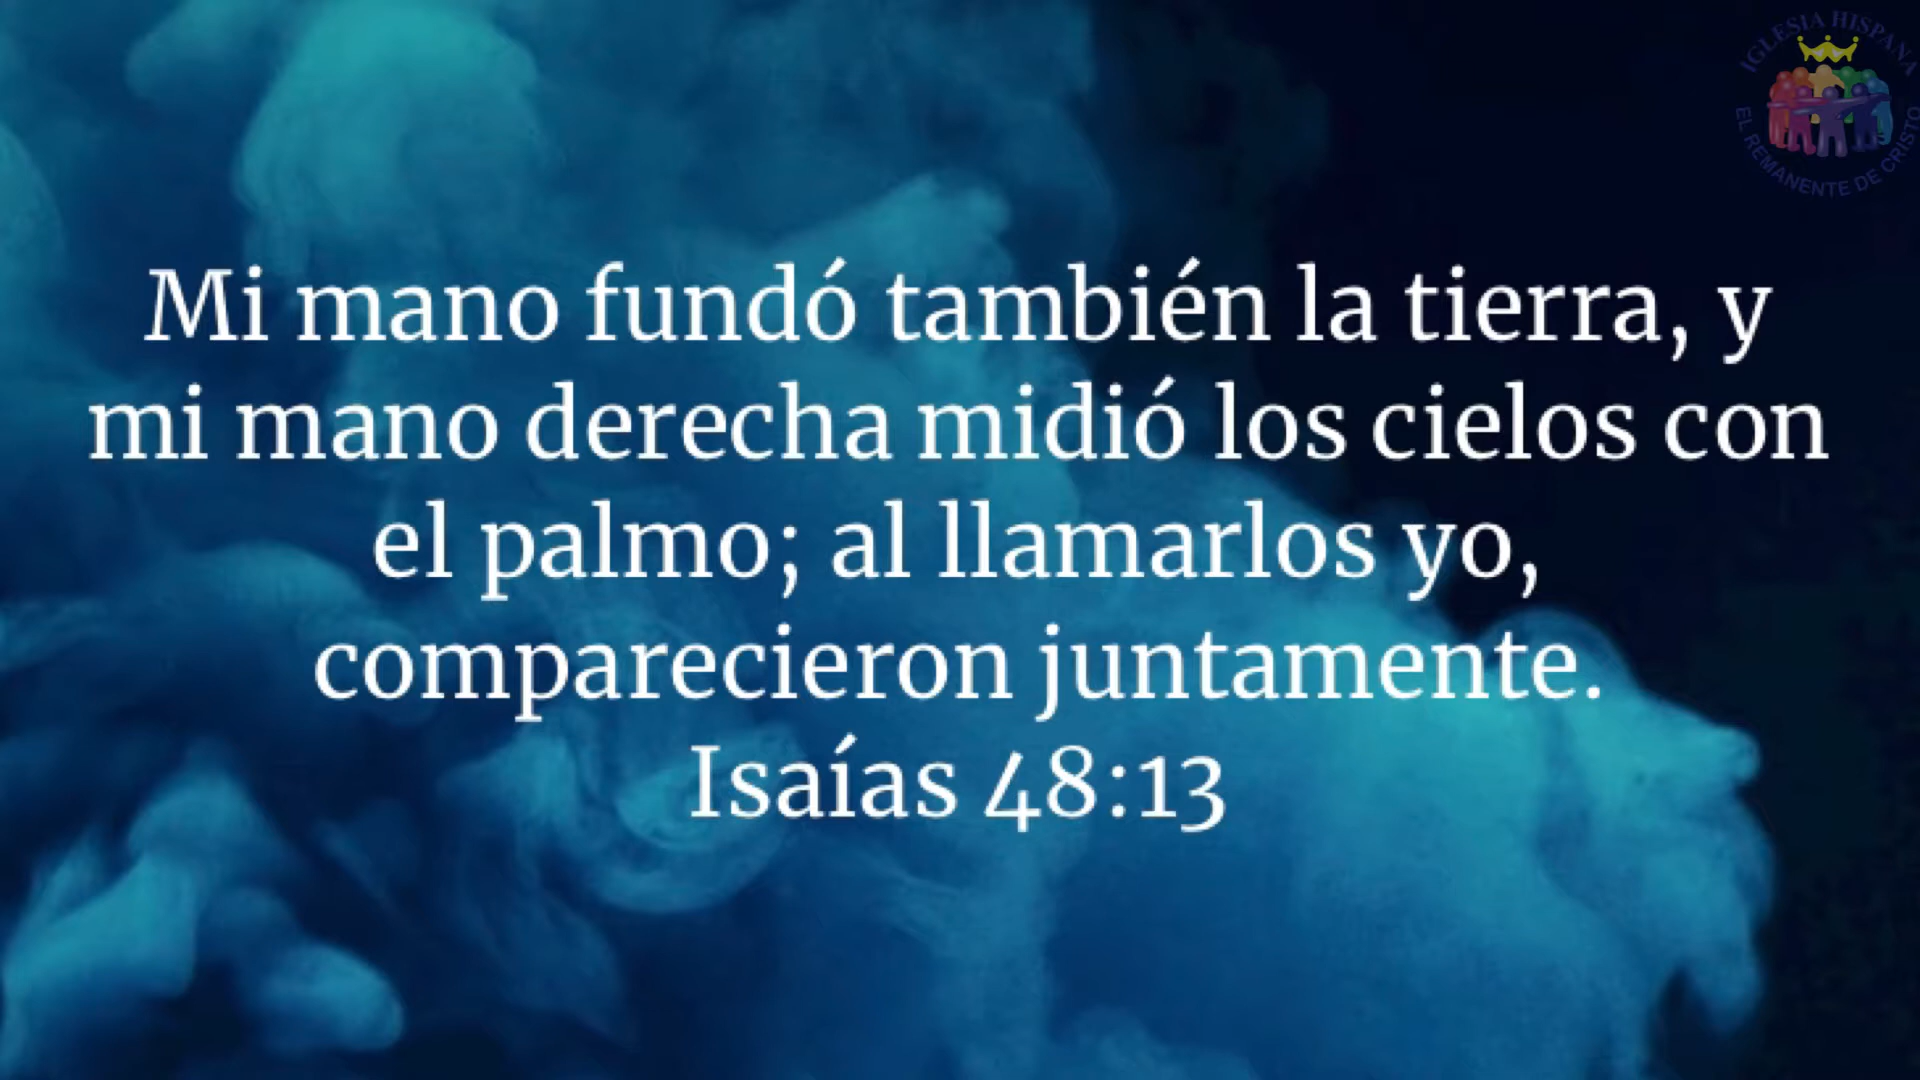 IGLESIA HISPANA
EL REMANENTE DE CRISTO
Mi mano fundó también la tierra, y
mi mano derecha midió los cielos con
el palmo; al llamarlos yo,
comparecieron juntamente.
Isaías 48:13